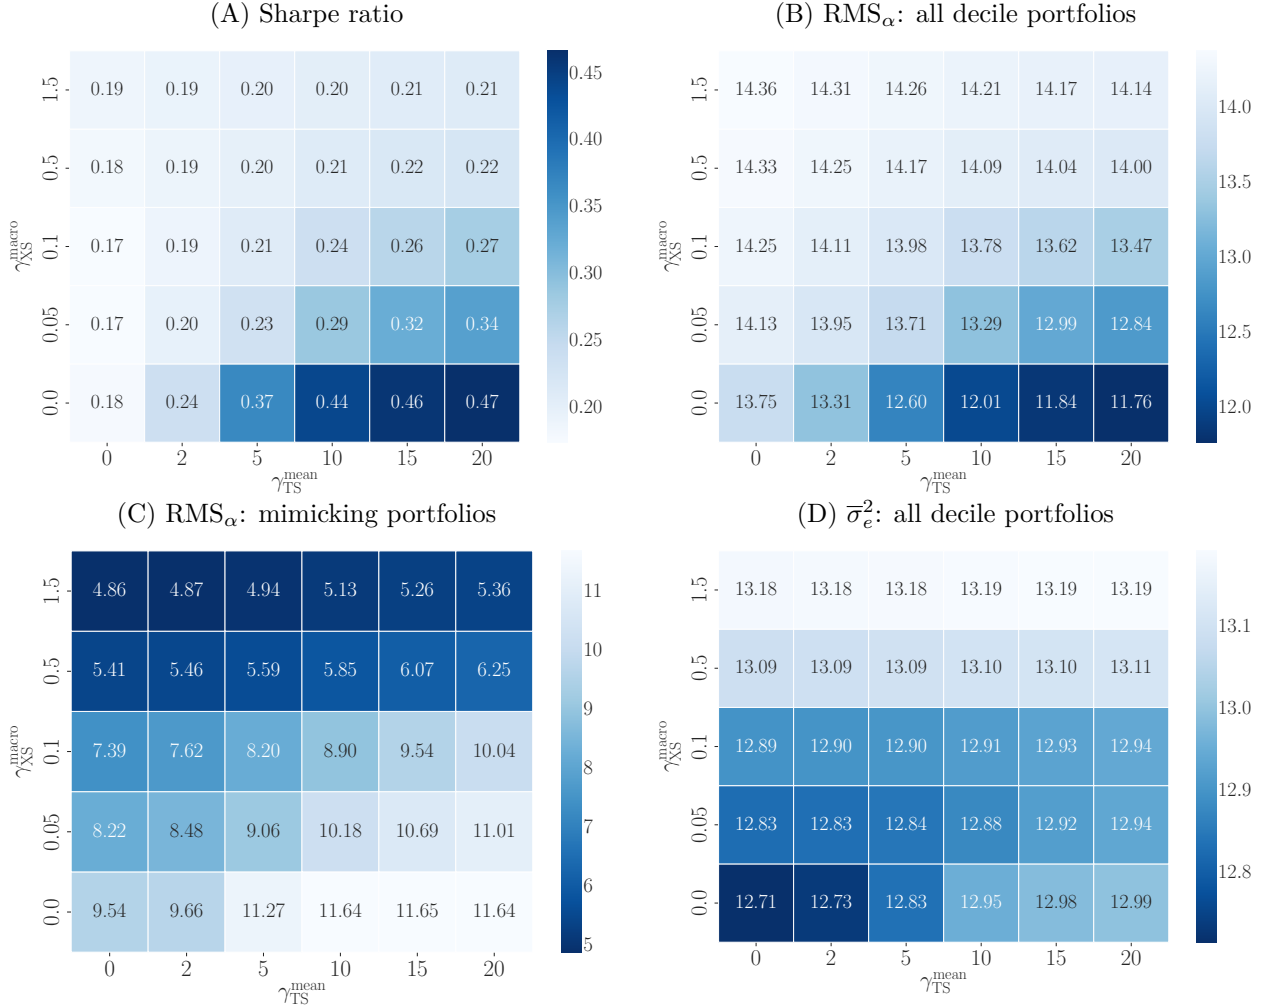 (A) Sharpe ratio
1.5 0.19 0.19 0.20 0.20 0.21 0.21
0.5 0.18 0.19 0.20 0.21 0.22 0.22
0.1 0.17 0.19 0.21 0.24 0.26 0.27
0.05 0.17 0.20 0.23 0.29 0.32 0.34
0.0 0.18 0.24 0.37 0.44 0.46 0.47
0 2 5 10 15 20
γ_XS^macro
γ_TS^mean
0.45
0.40
0.35
0.30
0.25
0.20
(B) RMS_α: all decile portfolios
1.5 14.36 14.31 14.26 14.21 14.17 14.14
0.5 14.33 14.25 14.17 14.09 14.04 14.00
0.1 14.25 14.11 13.98 13.78 13.62 13.47
0.05 14.13 13.95 13.71 13.29 12.99 12.84
0.0 13.75 13.31 12.60 12.01 11.84 11.76
0 2 5 10 15 20
γ_XS^macro
γ_TS^mean
14.0
13.5
13.0
12.5
12.0
(C) RMS_α: mimicking portfolios
1.5 4.86 4.87 4.94 5.13 5.26 5.36
0.5 5.41 5.46 5.59 5.85 6.07 6.25
0.1 7.39 7.62 8.20 8.90 9.54 10.04
0.05 8.22 8.48 9.06 10.18 10.69 11.01
0.0 9.54 9.66 11.27 11.64 11.65 11.64
0 2 5 10 15 20
γ_XS^macro
γ_TS^mean
11
10
9
8
7
6
5
(D) σ̅_e^2: all decile portfolios
1.5 13.18 13.18 13.18 13.19 13.19 13.19
0.5 13.09 13.09 13.09 13.10 13.10 13.11
0.1 12.89 12.90 12.90 12.91 12.93 12.94
0.05 12.83 12.83 12.84 12.88 12.92 12.94
0.0 12.71 12.73 12.83 12.95 12.98 12.99
0 2 5 10 15 20
γ_XS^macro
γ_TS^mean
13.1
13.0
12.9
12.8